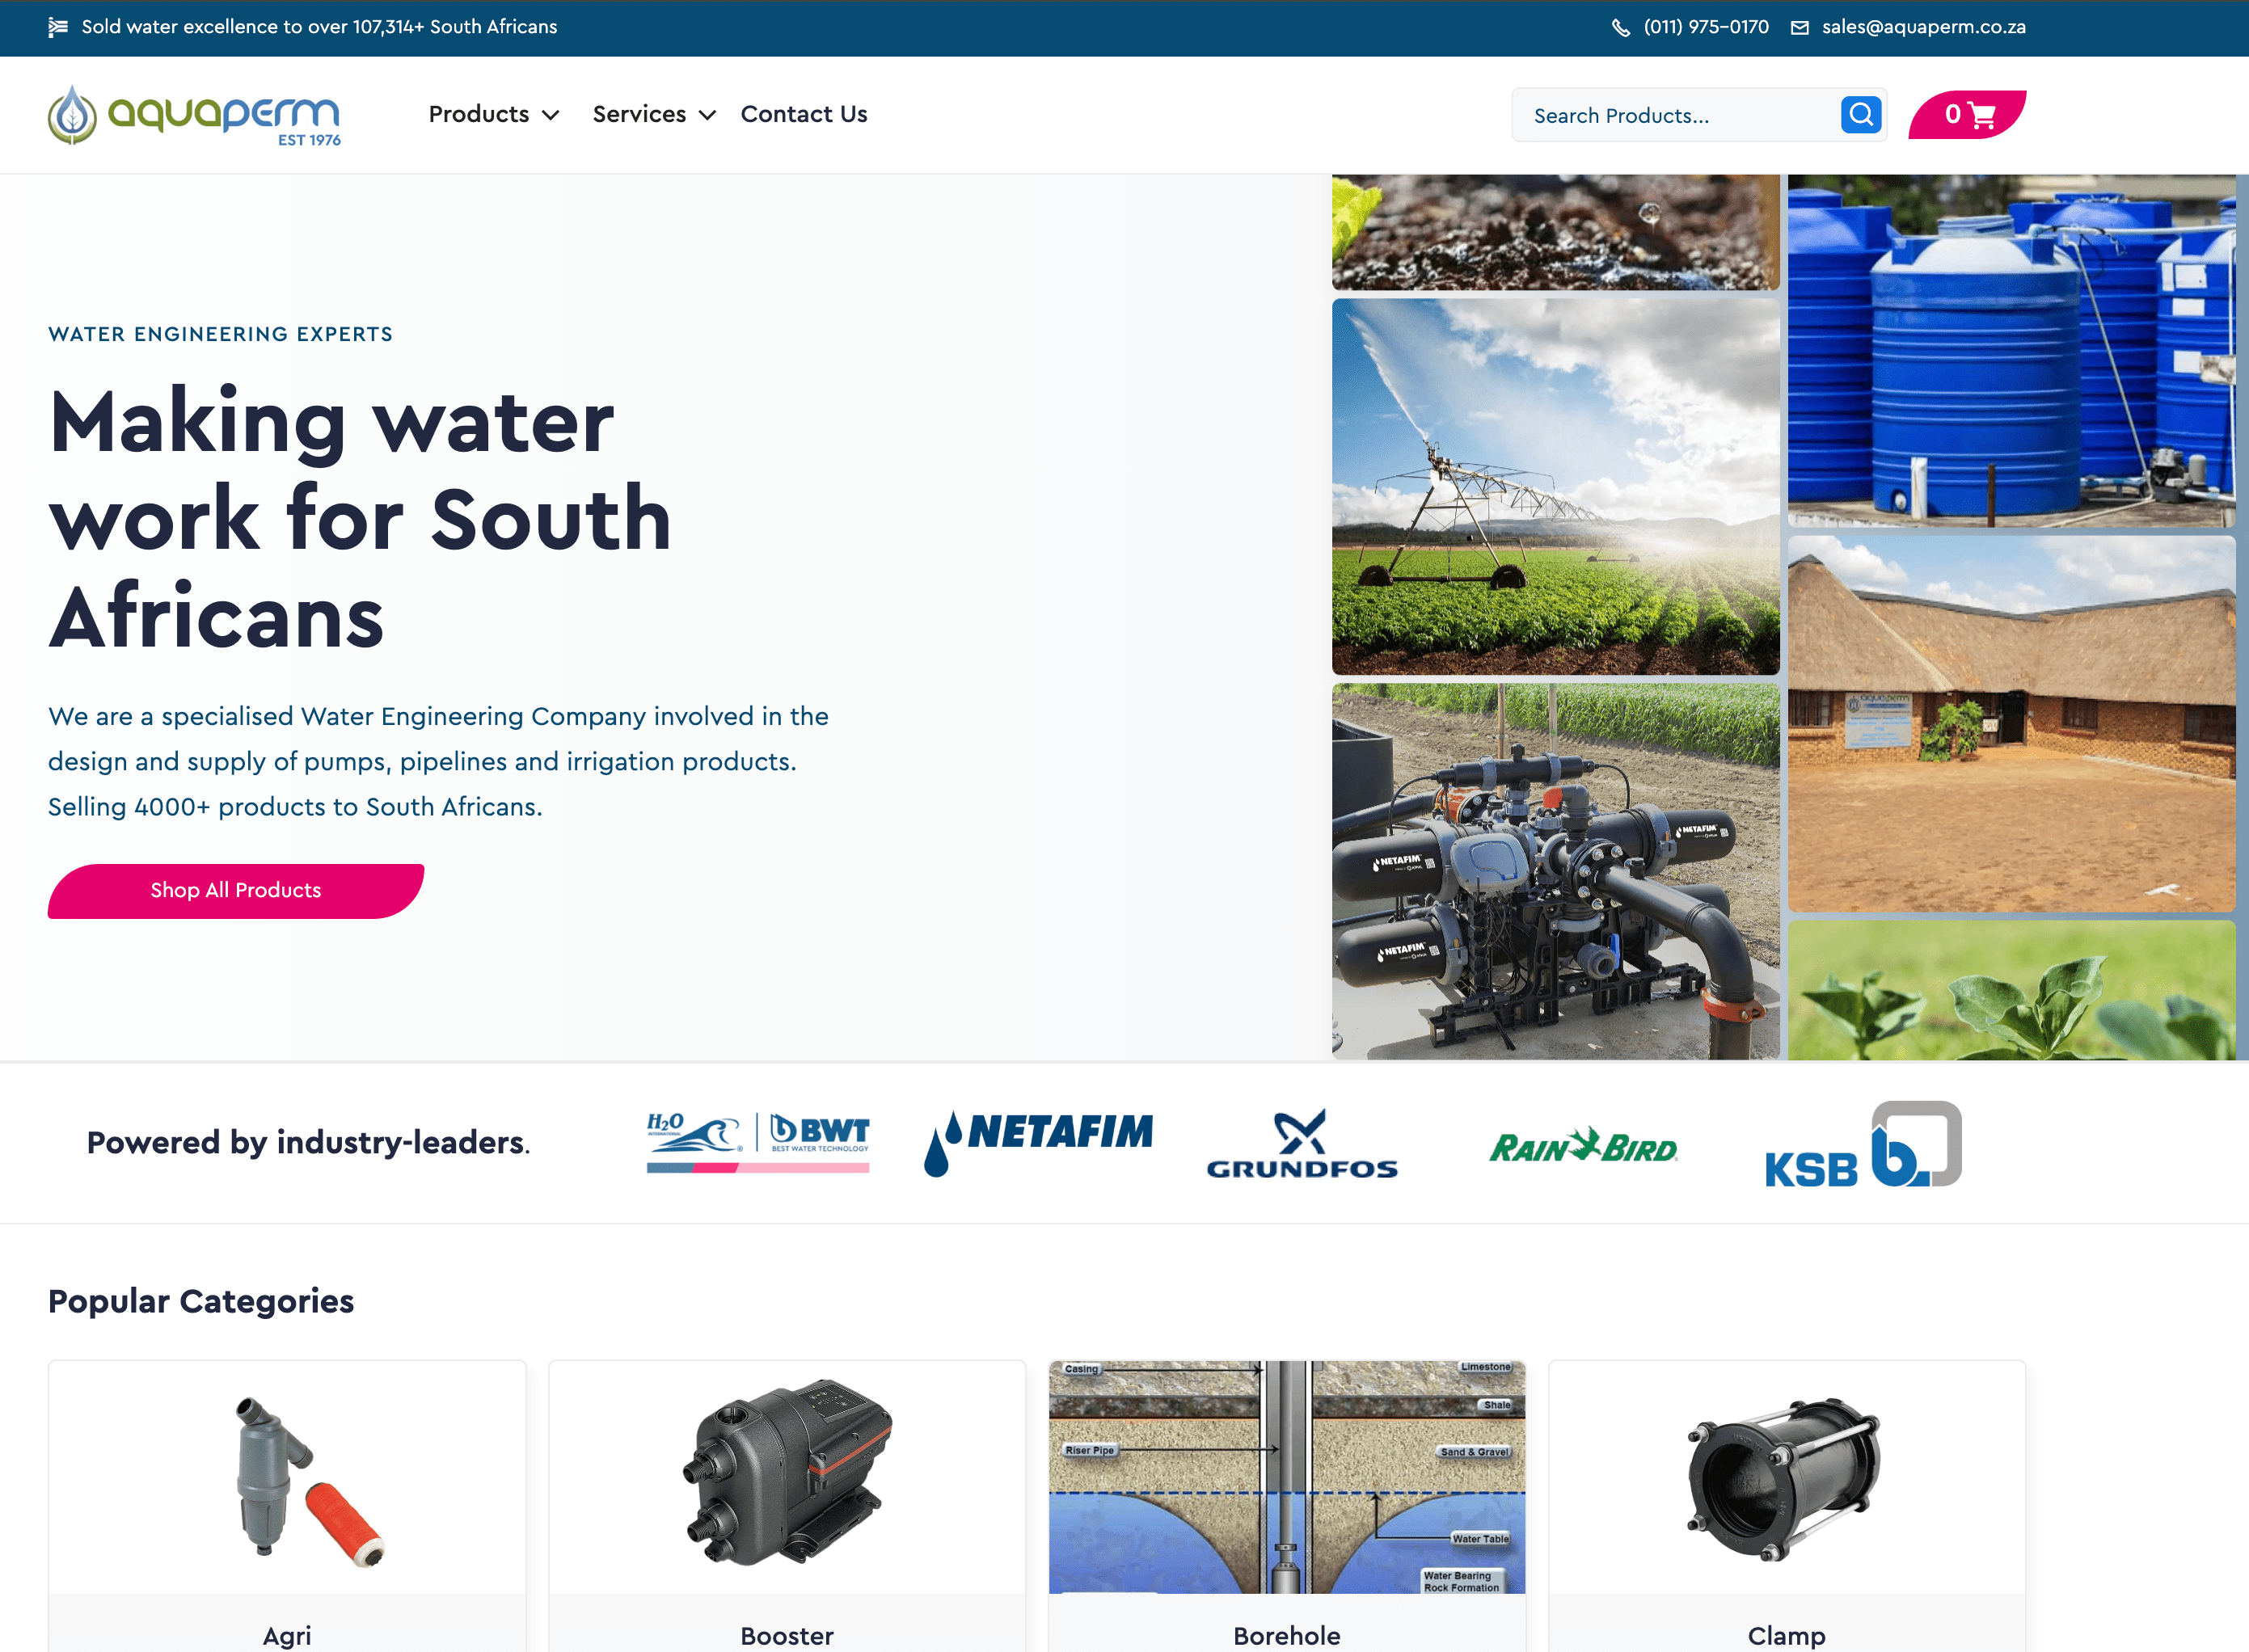 Sold water excellence to over 107,314+ South Africans
(011) 975-0170
sales@aquaperm.co.za
aquaperm
EST 1976
Products
Services
Contact Us
Search Products...
0
WATER ENGINEERING EXPERTS
Making water
work for South
Africans
We are a specialised Water Engineering Company involved in the
design and supply of pumps, pipelines and irrigation products.
Selling 4000+ products to South Africans.
Shop All Products
NETAFIM
NETAFIM
NETAFIM
aquaperm
Powered by industry-leaders.
H2O
INTERNATIONAL
BWT
BEST WATER TECHNOLOGY
NETAFIM
GRUNDFOS
RAIN BIRD
KSB b
Popular Categories
Casing
Limestone
Shale
Riser Pipe
Sand & Gravel
Water Table
Water Bearing
Rock Formation
Agri
Booster
Borehole
Clamp